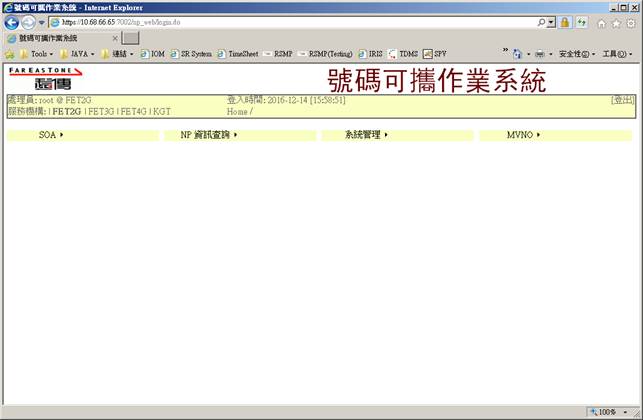 號碼可攜作業系統 - Internet Explorer
https://10.68.66.65:7002/np_web/login.do
號碼可攜作業系統
Tools JAVA 連結 IOM SR System TimeSheet RSMP RSMP(Testing) IRIS TDMS SPV 安全性(S) 工具(O)
FAREASTONE
遠傳
號碼可攜作業系統
處理員: root @ FET2G 登入時間: 2016-12-14 [15:58:51] [登出]
服務機構: | FET2G | FET3G | FET4G | KGT Home /
SOA NP 資訊查詢 系統管理 MVNO
100%